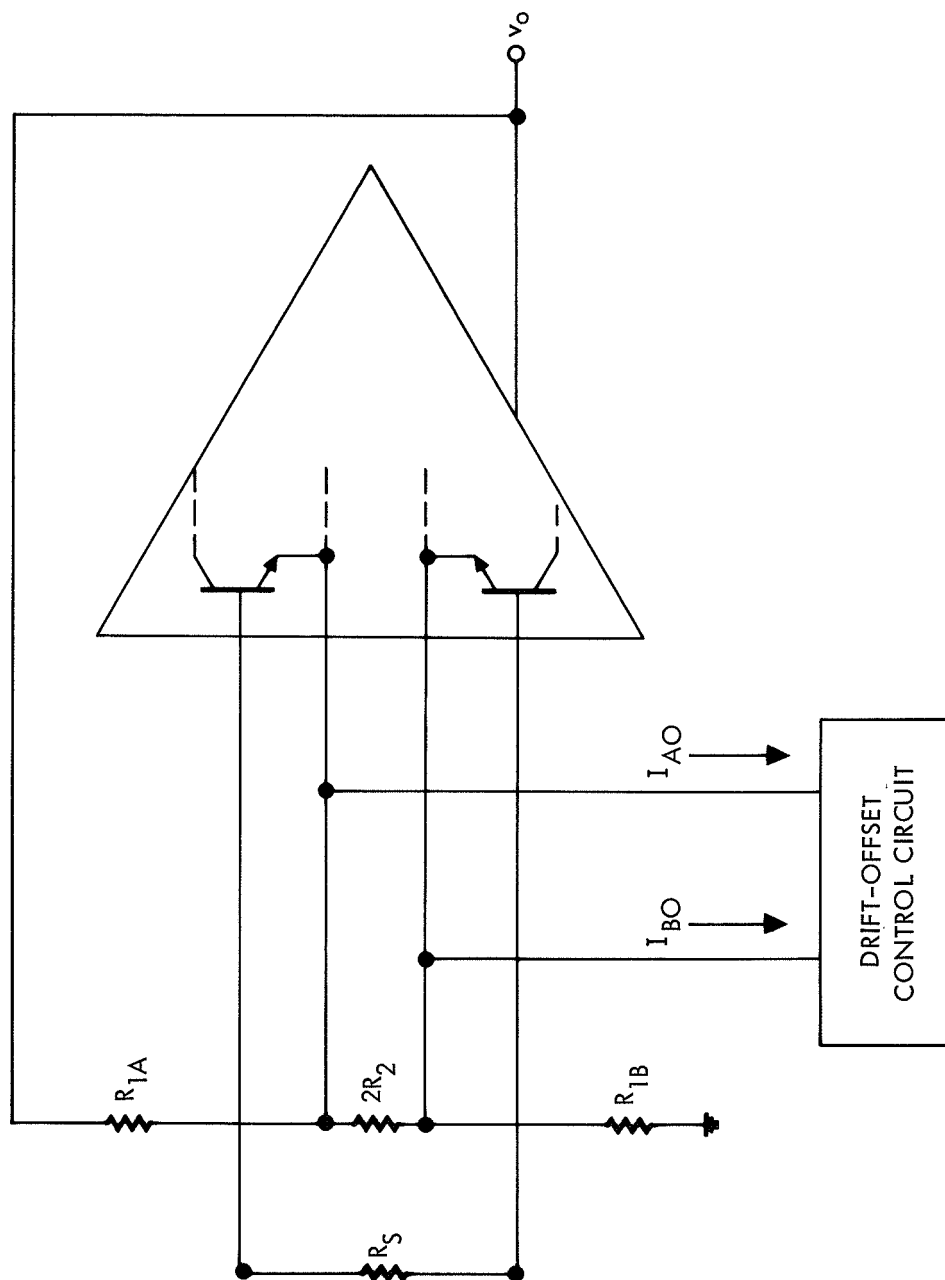 v_o
R_1A
I_AO
I_BO
2R_2
R_S
R_1B
DRIFT-OFFSET
CONTROL CIRCUIT